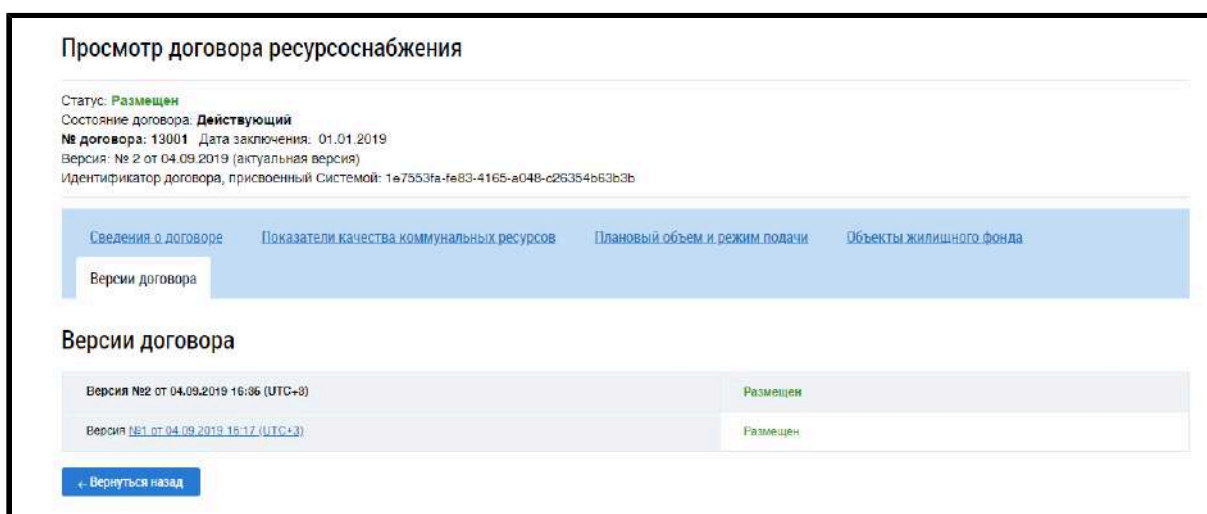 Просмотр договора ресурсоснабжения
Статус: Размещен
Состояние договора: Действующий
№ договора: 13001 Дата заключения: 01.01.2019
Версия: № 2 от 04.09.2019 (актуальная версия)
Идентификатор договора, присвоенный Системой: 1e7553fa-fe83-4165-a048-c26354b63b3b
Сведения о договоре Показатели качества коммунальных ресурсов Плановый объем и режим подачи Объекты жилищного фонда
Версии договора
Версии договора
Версия №2 от 04.09.2019 16:36 (UTC+3) Размещен
Версия №1 от 04.09.2019 16:17 (UTC+3) Размещен
← Вернуться назад